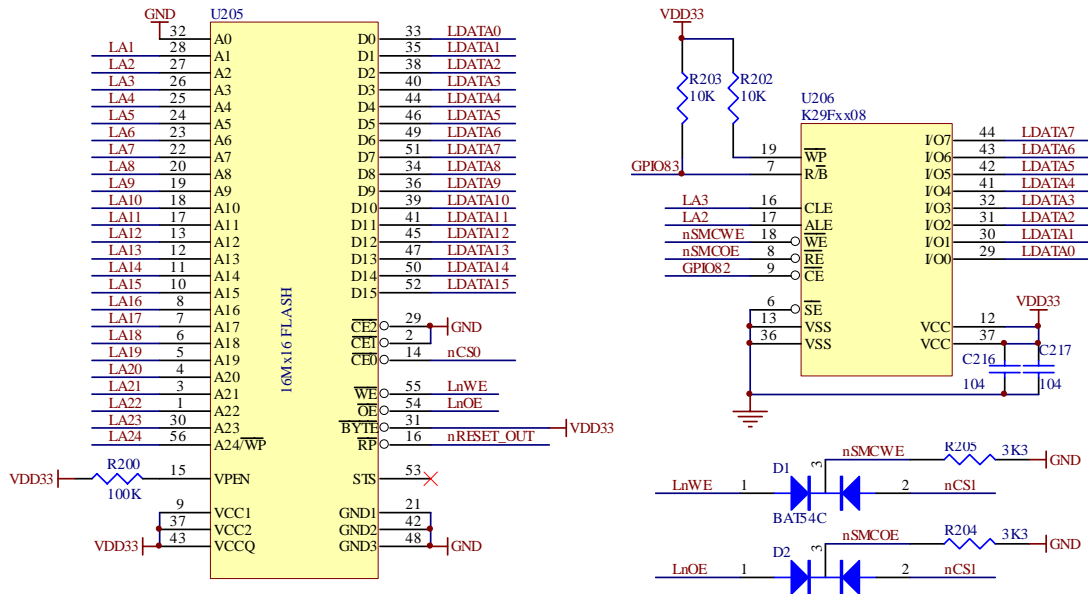 GND
U205
32 A0 D0 33 LDATA0
LA1 28 A1 D1 35 LDATA1
LA2 27 A2 D2 38 LDATA2
LA3 26 A3 D3 40 LDATA3
LA4 25 A4 D4 44 LDATA4
LA5 24 A5 D5 46 LDATA5
LA6 23 A6 D6 49 LDATA6
LA7 22 A7 D7 51 LDATA7
LA8 20 A8 D8 34 LDATA8
LA9 19 A9 D9 36 LDATA9
LA10 18 A10 D10 39 LDATA10
LA11 17 A11 D11 41 LDATA11
LA12 13 A12 D12 45 LDATA12
LA13 12 A13 D13 47 LDATA13
LA14 11 A14 D14 50 LDATA14
LA15 10 A15 D15 52 LDATA15
LA16 8 A16
LA17 7 A17 CE2 29 GND
LA18 6 A18 CE1 2
LA19 5 A19 CE0 14 nCS0
LA20 4 A20
LA21 3 A21 WE 55 LnWE
LA22 1 A22 OE 54 LnOE
LA23 30 A23 BYTE 31 VDD33
LA24 56 A24/WP RP 16 nRESET_OUT
16Mx16 FLASH
VDD33 R200 100K 15 VPEN STS 53
9 VCC1 GND1 21
37 VCC2 GND2 42
VDD33 43 VCCQ GND3 48 GND
VDD33
R203 10K
R202 10K
U206
K29Fxx08
19 WP
GPIO83 7 R/B
LA3 16 CLE
LA2 17 ALE
nSMCWE 18 WE
nSMCOE 8 RE
GPIO82 9 CE
6 SE
13 VSS
36 VSS
I/O7 44 LDATA7
I/O6 43 LDATA6
I/O5 42 LDATA5
I/O4 41 LDATA4
I/O3 32 LDATA3
I/O2 31 LDATA2
I/O1 30 LDATA1
I/O0 29 LDATA0
VDD33
VCC 12
VCC 37
C216 104
C217 104
nSMCWE R205 3K3 GND
D1 3
LnWE 1 2 nCS1
BAT54C
nSMCOE R204 3K3 GND
D2 3
LnOE 1 2 nCS1